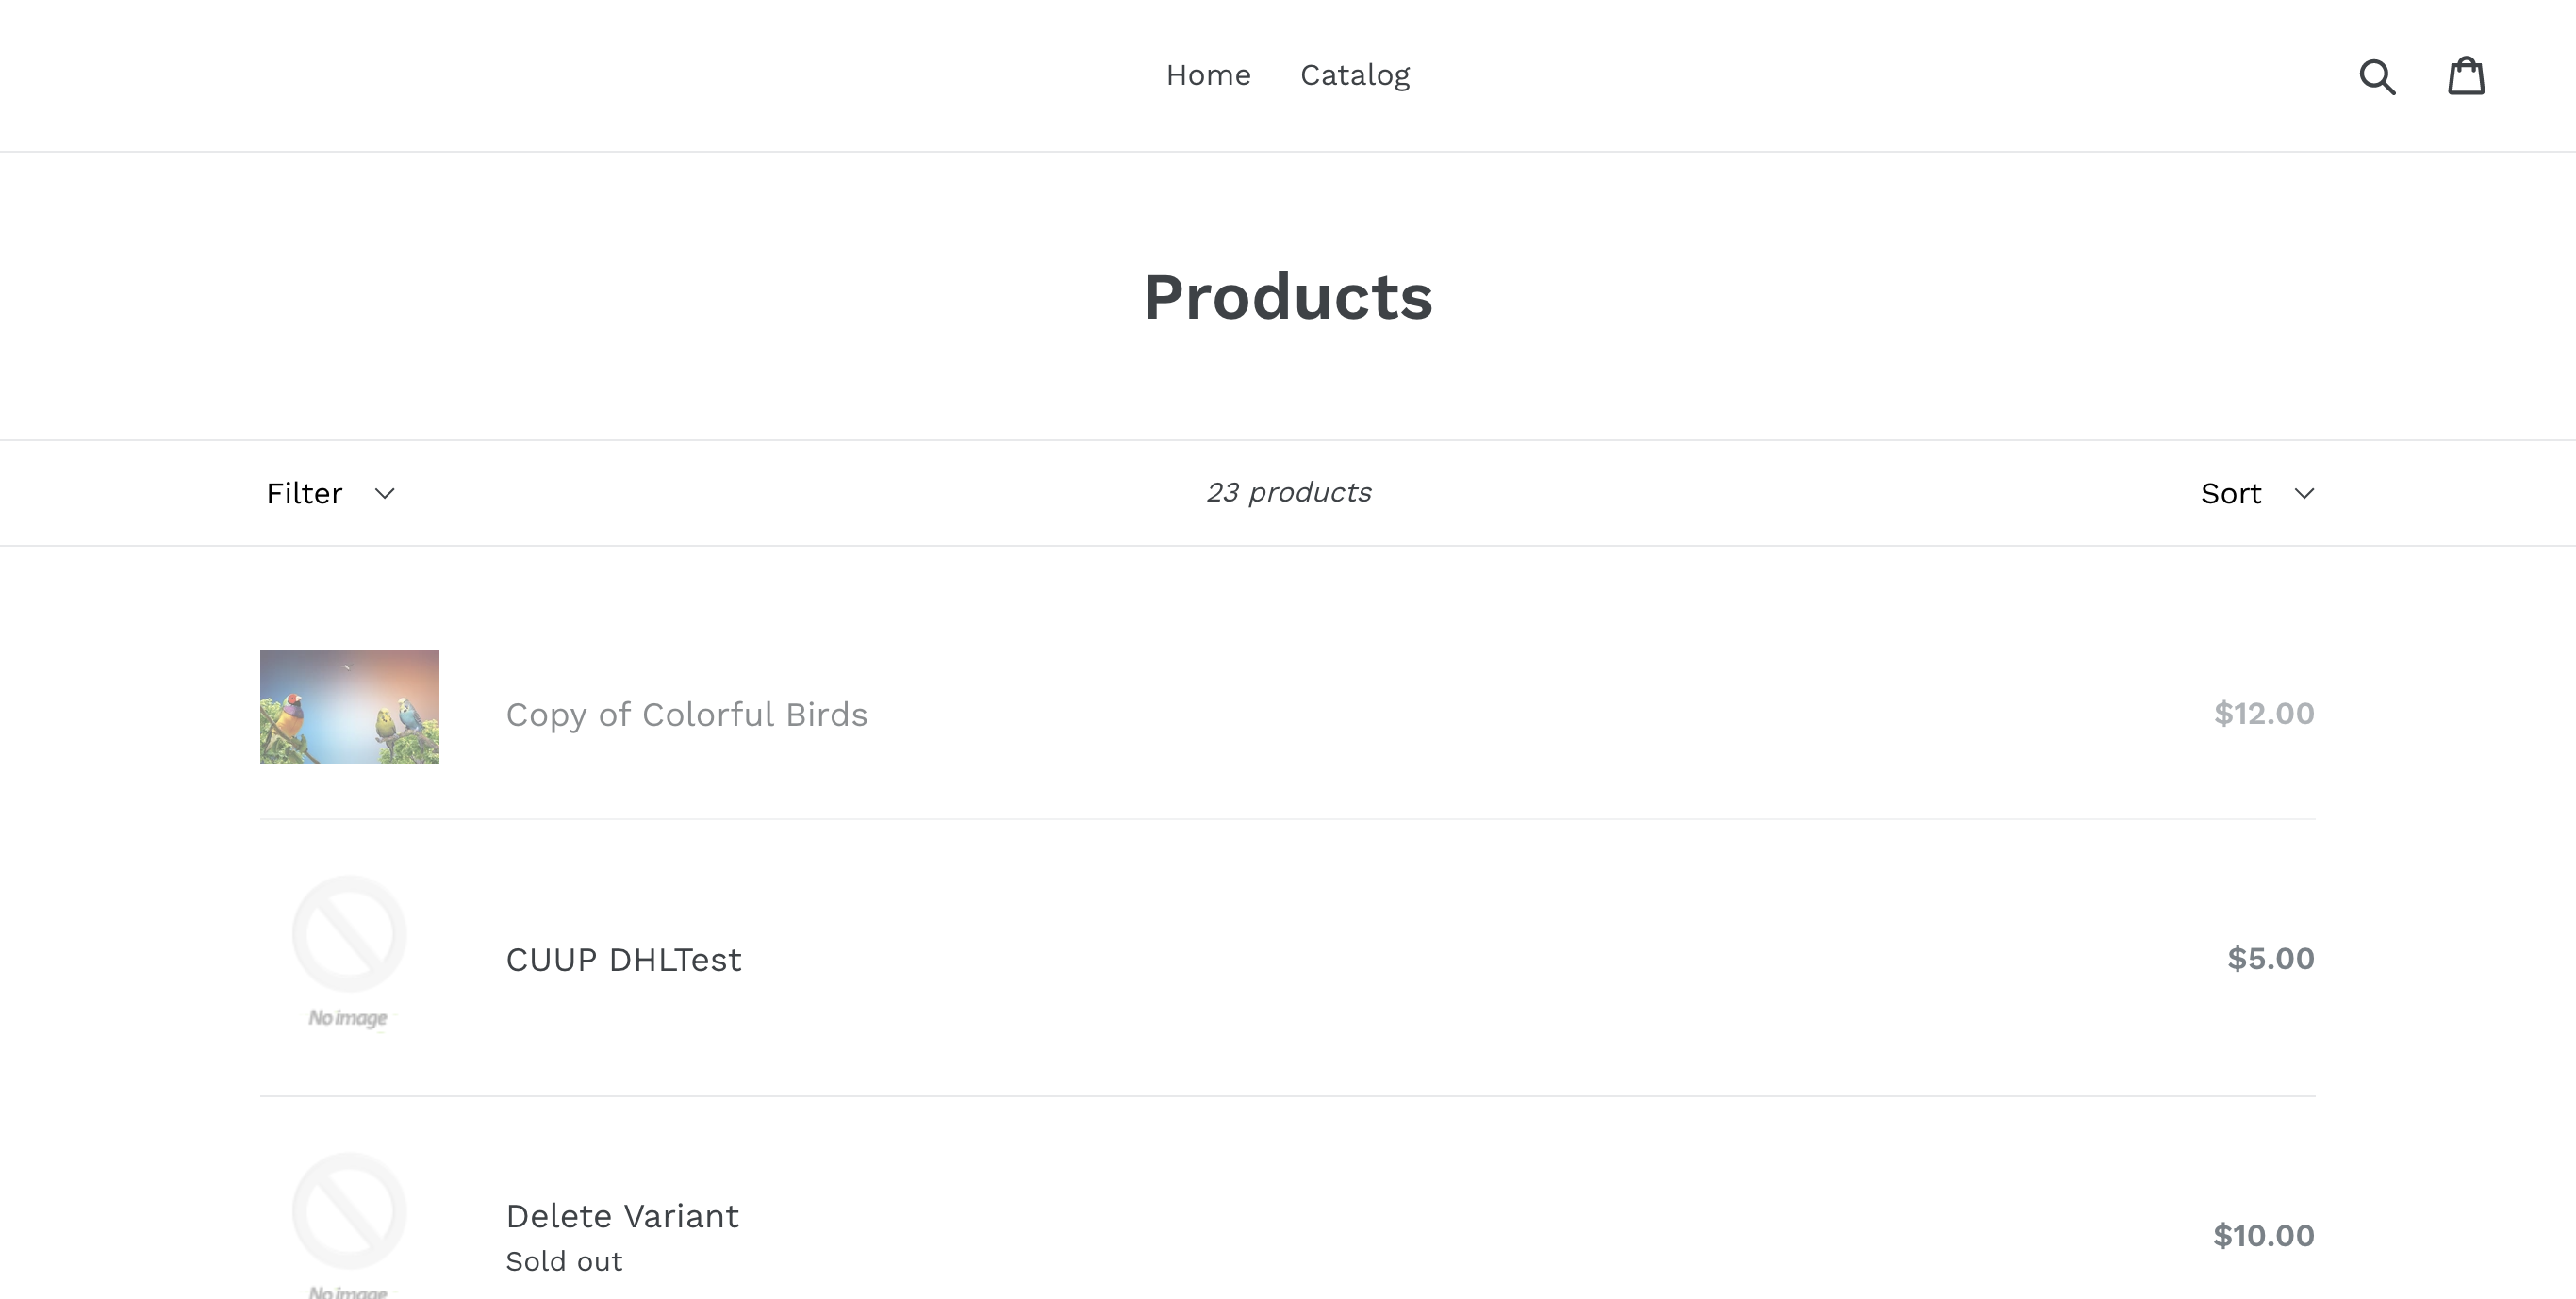 Home Catalog
Products
Filter 23 products Sort
Copy of Colorful Birds $12.00
No image
CUUP DHLTest $5.00
Delete Variant
Sold out
$10.00
No image